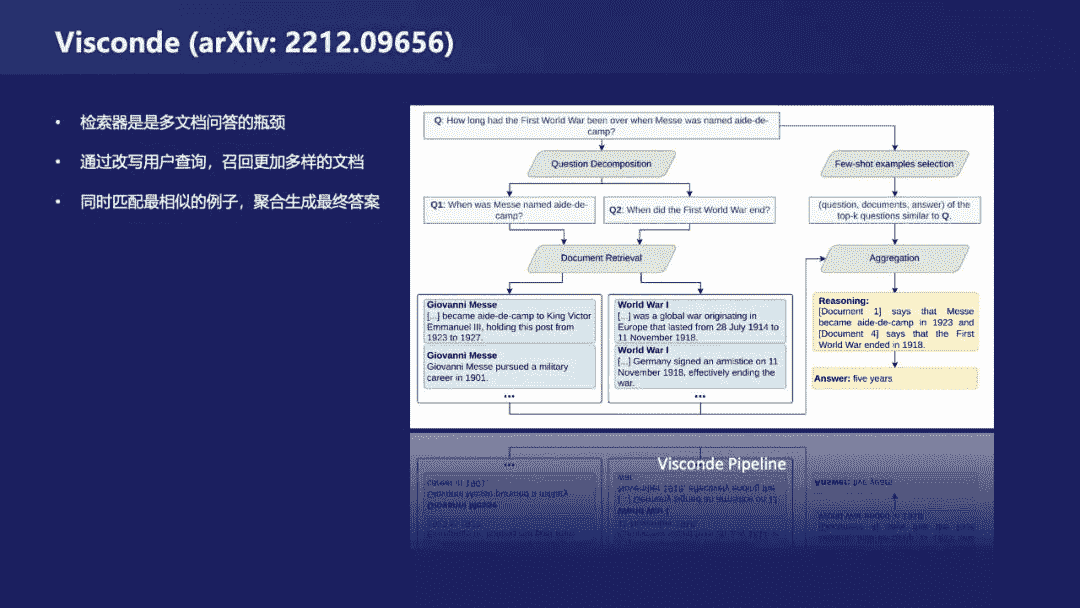 Visconde (arXiv: 2212.09656)
• 检索器是是多文档问答的瓶颈
• 通过改写用户查询，召回更加多样的文档
• 同时匹配最相似的例子，聚合生成最终答案
Q: How long had the First World War been over when Messe was named aide-de-
camp?
Question Decomposition
Few-shot examples selection
Q1: When was Messe named aide-de-
camp?
Q2: When did the First World War end?
(question, documents, answer) of the
top-k questions similar to Q.
Document Retrieval
Aggregation
Giovanni Messe
[...] became aide-de-camp to King Victor
Emmanuel III, holding this post from
1923 to 1927.
Giovanni Messe
Giovanni Messe pursued a military
career in 1901.
...
World War I
[...] was a global war originating in
Europe that lasted from 28 July 1914 to
11 November 1918.
World War I
[...] Germany signed an armistice on 11
November 1918, effectively ending the
war.
...
Reasoning:
[Document 1] says that Messe
became aide-de-camp in 1923 and
[Document 4] says that the First
World War ended in 1918.
Answer: five years
Visconde Pipeline